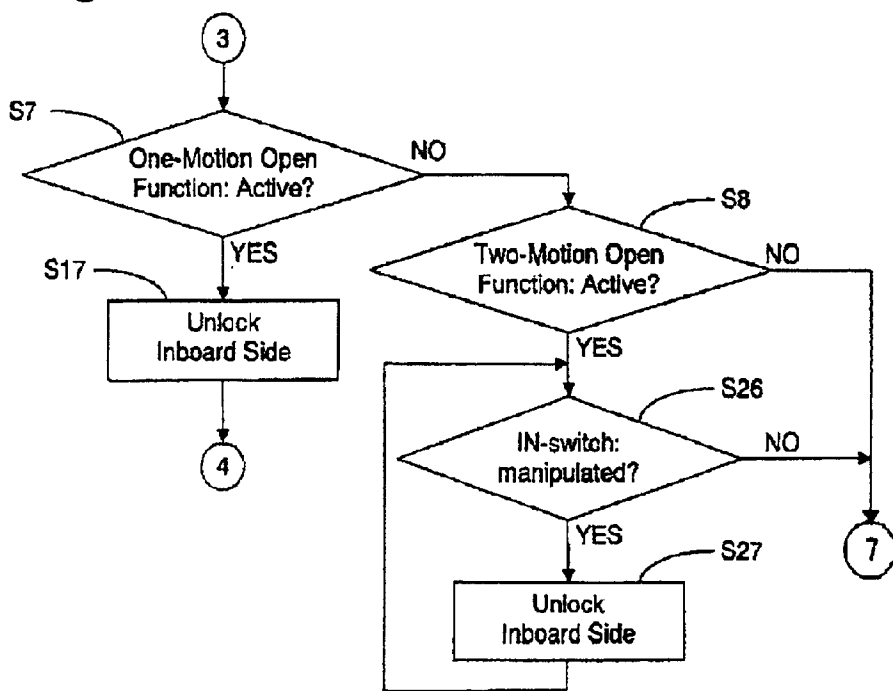 3
S7
One-Motion Open
Function: Active?
NO
YES
S8
Two-Motion Open
Function: Active?
NO
YES
S17
Unlock
Inboard Side
4
S26
IN-switch:
manipulated?
NO
YES
7
S27
Unlock
Inboard Side